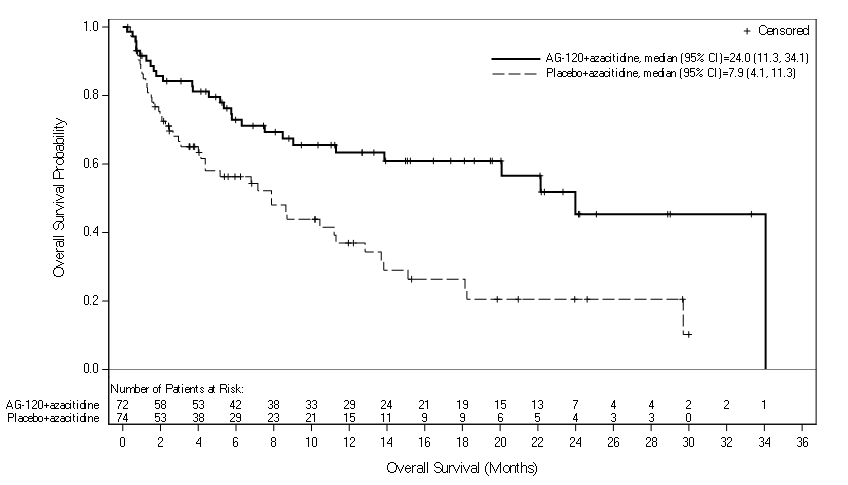 + Censored
AG-120+azacitidine, median (95% CI)=24.0 (11.3, 34.1)
Placebo+azacitidine, median (95% CI)=7.9 (4.1, 11.3)
Overall Survival Probability
1.0
0.8
0.6
0.4
0.2
0.0
Number of Patients at Risk:
AG-120+azacitidine 72 58 53 42 38 33 29 24 21 19 15 13 7 4 4 2 2 1
Placebo+azacitidine 74 53 38 29 23 21 15 11 9 9 6 5 4 3 3 0
0 2 4 6 8 10 12 14 16 18 20 22 24 26 28 30 32 34 36
Overall Survival (Months)